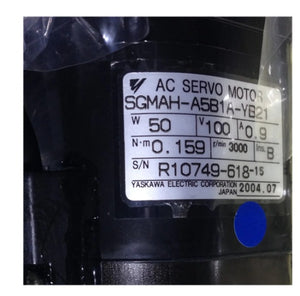 AC SERVO MOTOR
SGMAH-A5B1A-YB21
W 50 V 100 A 0.9
N·m 0.159 r/min 3000 Ins. B
S/N R10749-618-15
YASKAWA ELECTRIC CORPORATION 2004.07
JAPAN